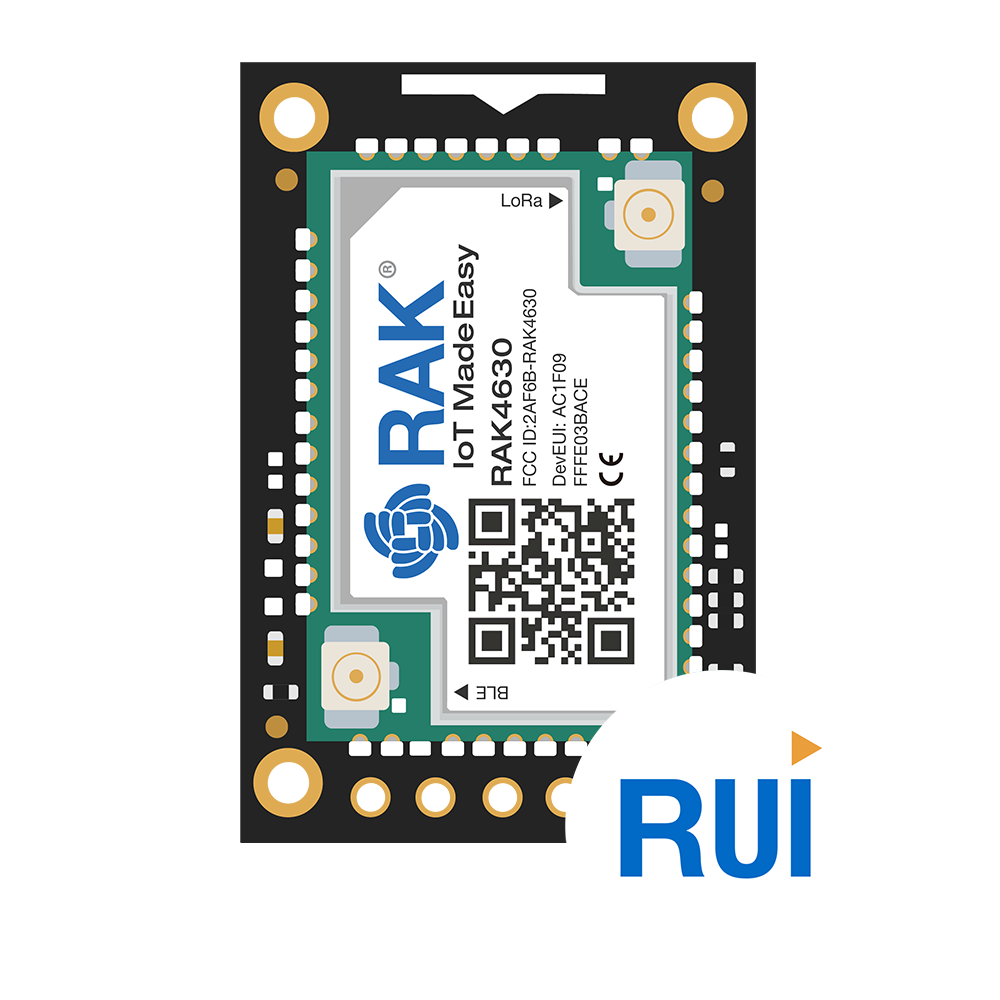 LoRa
RAK®
IoT Made Easy
RAK4630
FCC ID:2AF6B-RAK4630
DevEUI: AC1F09
FFFE03BACE
CE
BLE
RUI